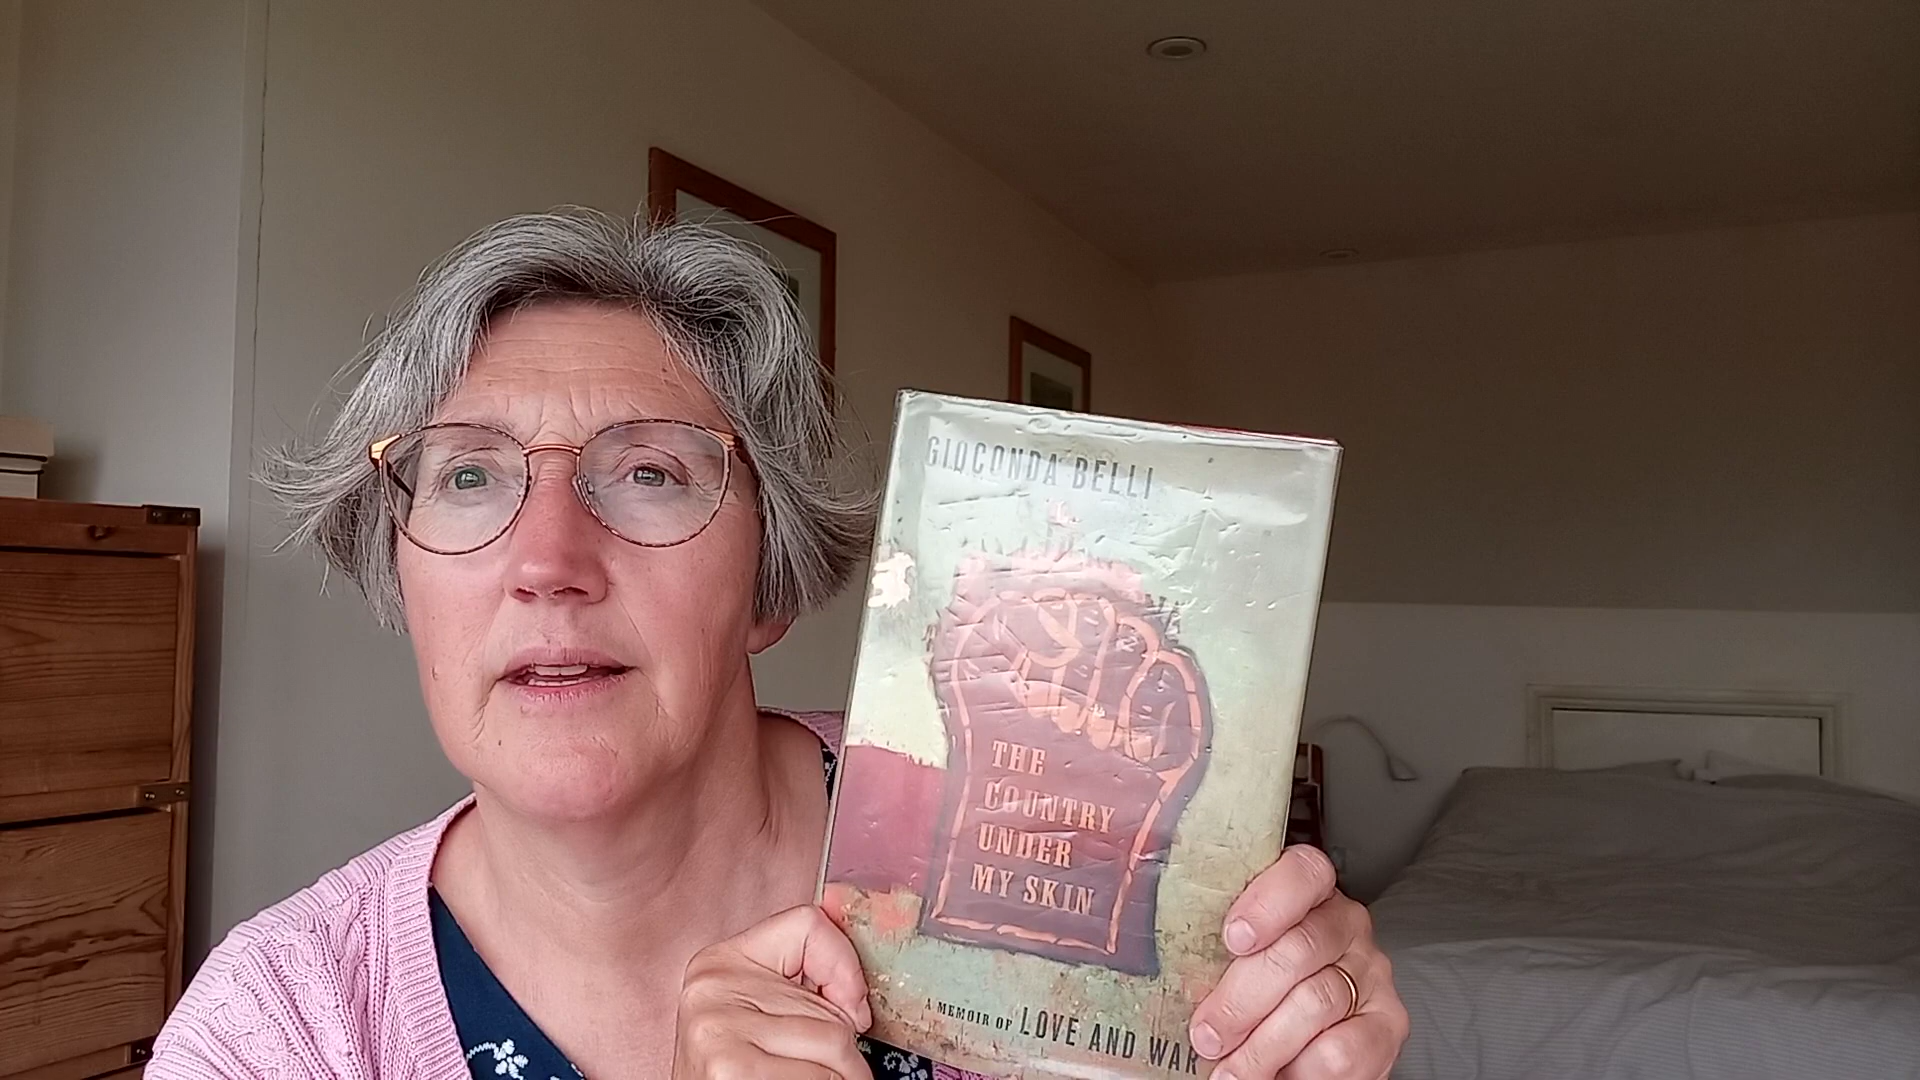 GIOCONDA BELLI
THE
COUNTRY
UNDER
MY SKIN
A MEMOIR OF LOVE AND WAR